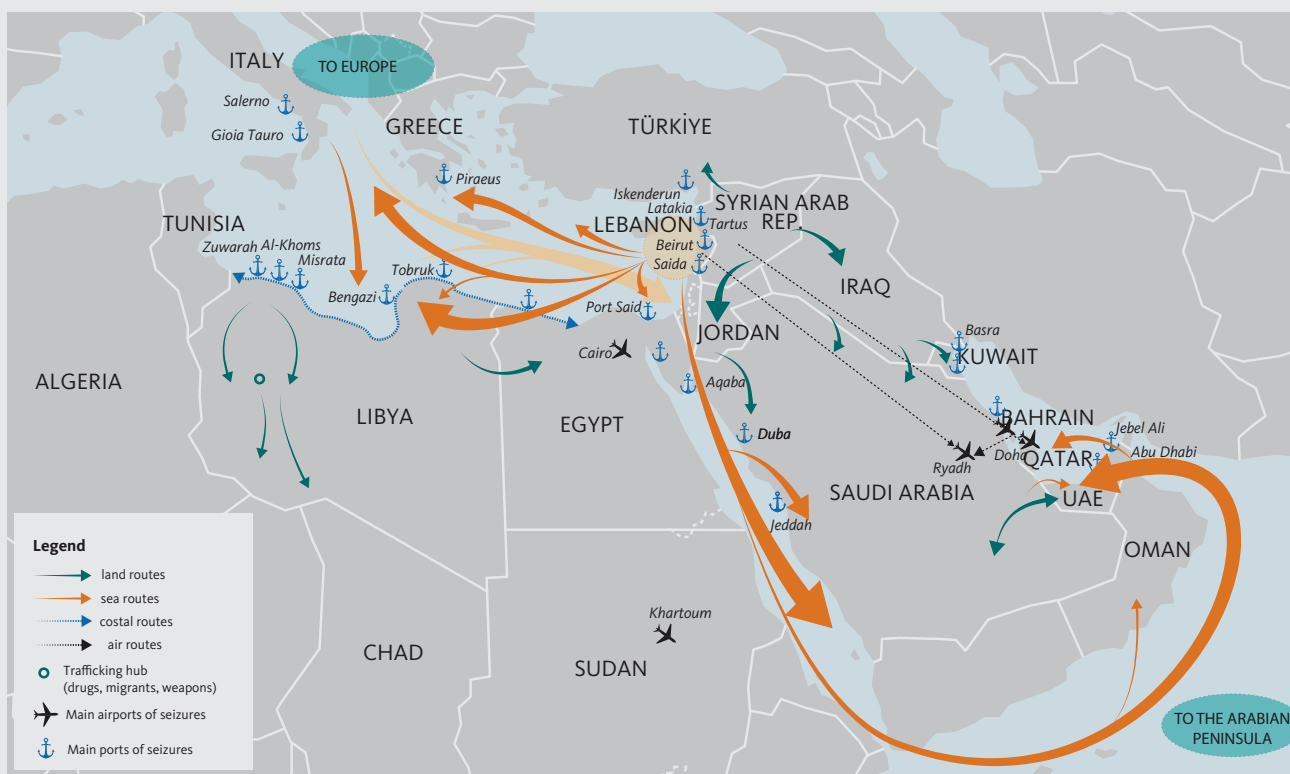 ITALY
TO EUROPE
Salerno
Gioia Tauro
GREECE
TÜRKİYE
Piraeus
Iskenderun
Latakia
SYRIAN ARAB
REP.
TUNISIA
LEBANON
Tartus
Zuwarah
Al-Khoms
Misrata
Beirut
Saida
Tobruk
Bengazi
IRAQ
Port Said
JORDAN
Basra
Cairo
KUWAIT
ALGERIA
Aqaba
LIBYA
EGYPT
BAHRAIN
Duba
Jebel Ali
Doha
QATAR
Abu Dhabi
Ryadh
SAUDI ARABIA
UAE
Jeddah
OMAN
Legend
land routes
sea routes
costal routes
air routes
Trafficking hub
(drugs, migrants, weapons)
Main airports of seizures
Main ports of seizures
Khartoum
CHAD
SUDAN
TO THE ARABIAN
PENINSULA